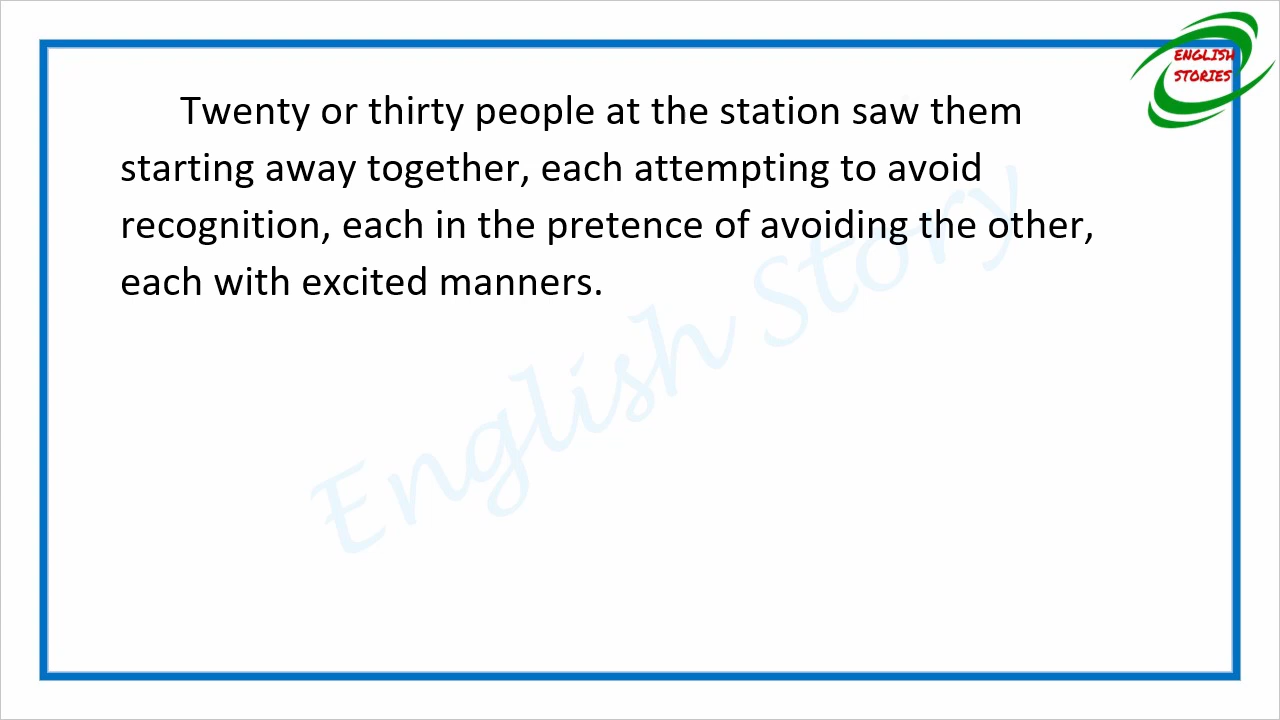 ENGLISH
STORIES
Twenty or thirty people at the station saw them
starting away together, each attempting to avoid
recognition, each in the pretence of avoiding the other,
each with excited manners.
English Story